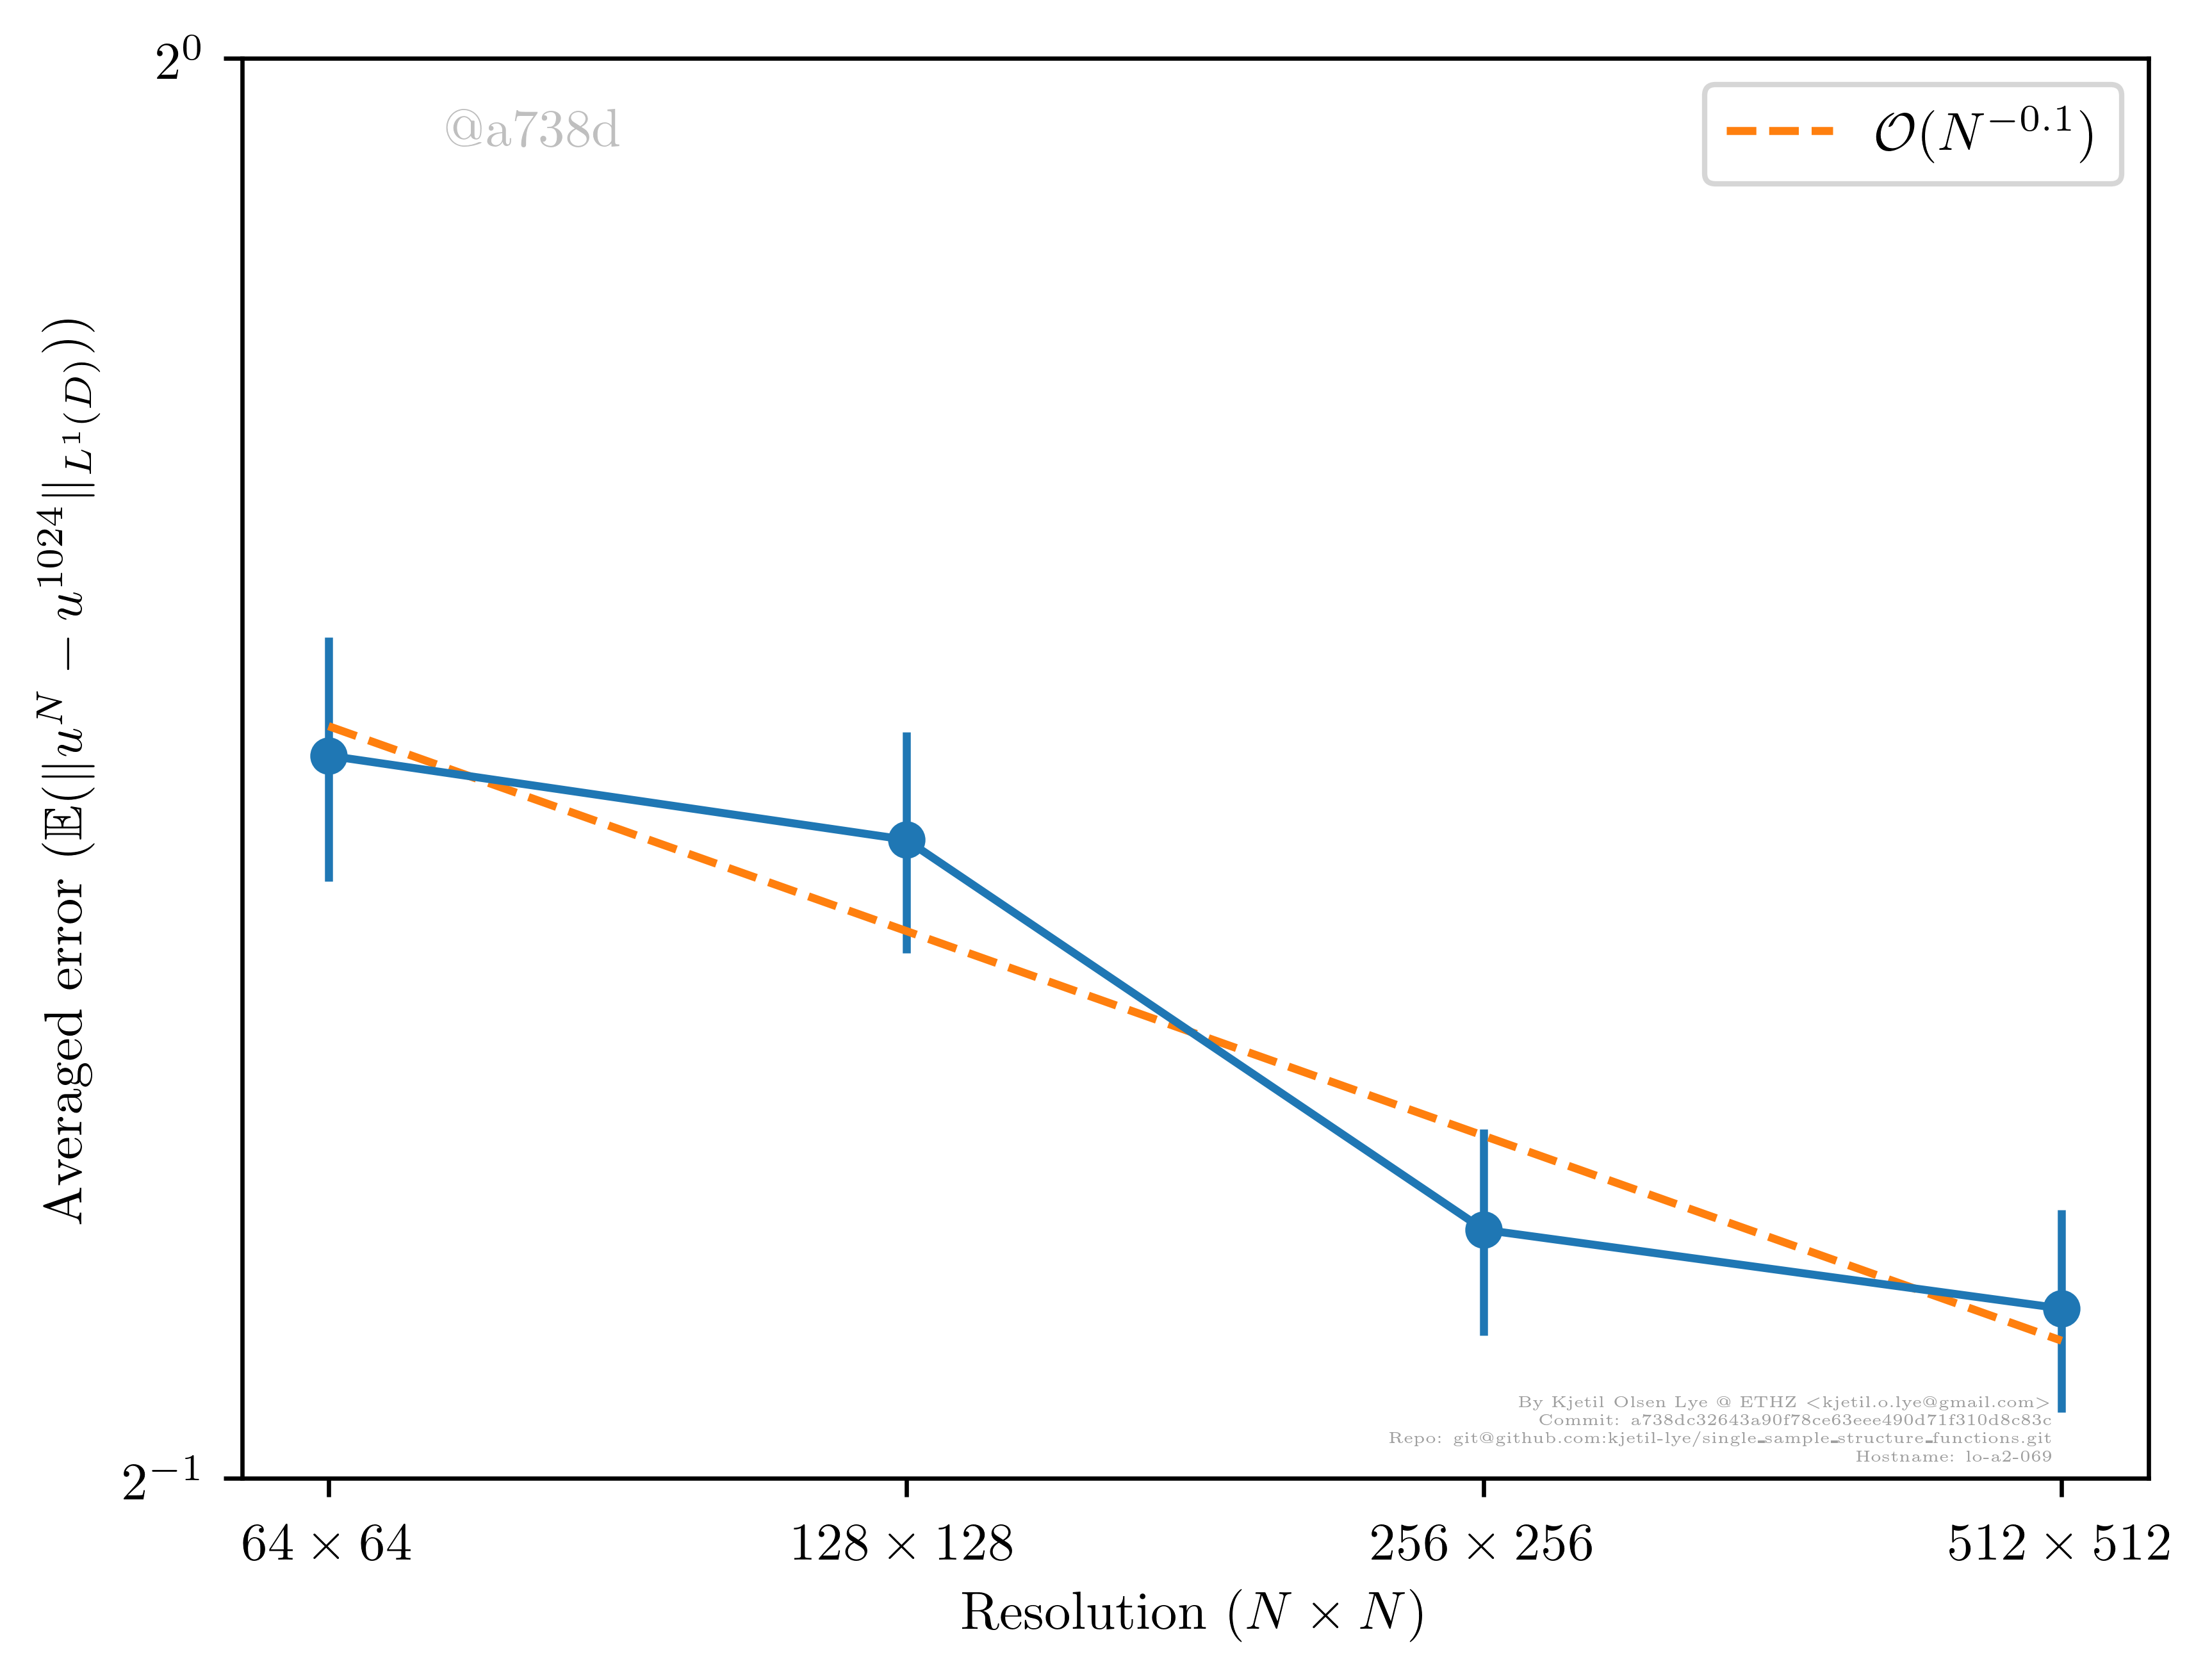 2^0
@a738d
O(N^{-0.1})
Averaged error (𝔼(||u^N − u^{1024}||_{L^1(D)}))
By Kjetil Olsen Lye @ ETHZ <kjetil.o.lye@gmail.com>
Commit: a738dc32643a90f78ce63eee490d71f310d8c83c
Repo: git@github.com:kjetil-lye/single_sample_structure_functions.git
Hostname: lo-a2-069
2^{−1}
64 × 64 128 × 128 256 × 256 512 × 512
Resolution (N × N)